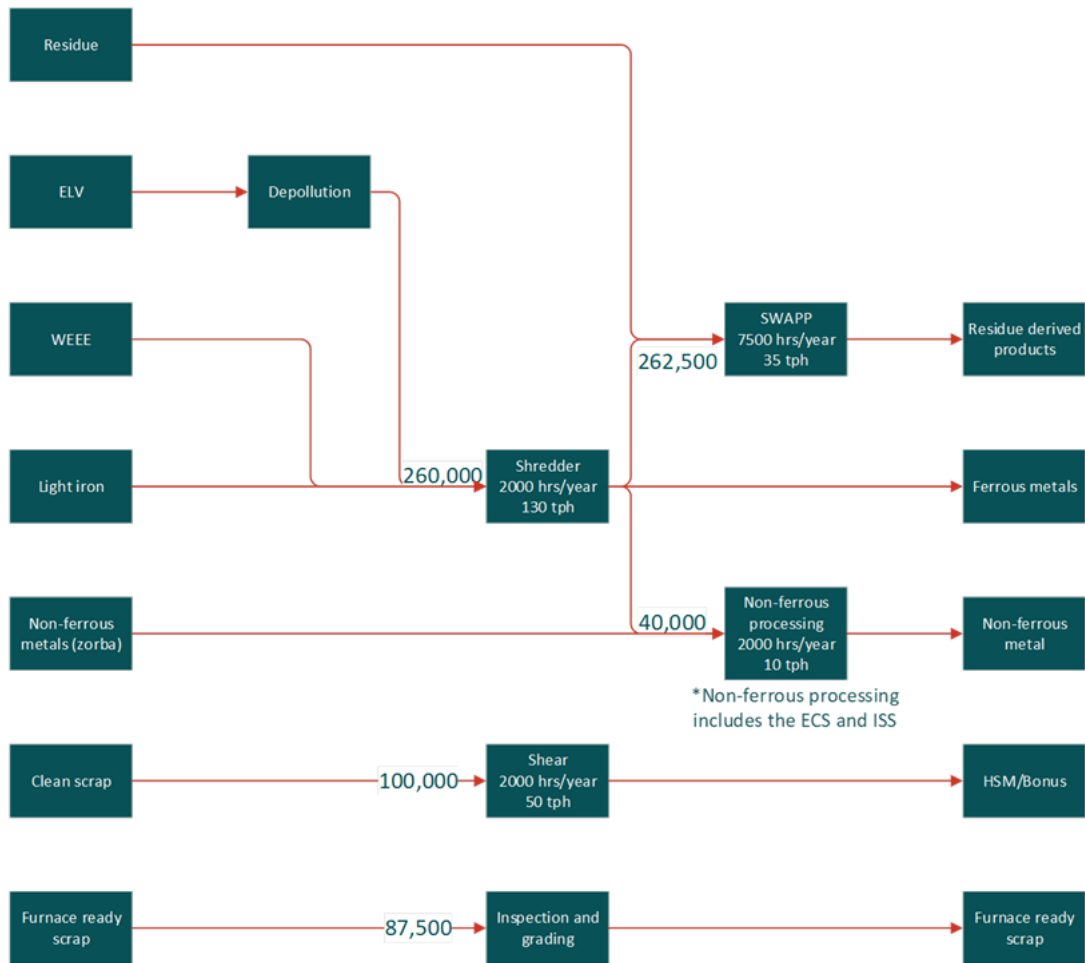 Residue
ELV
Depollution
WEEE
SWAPP
7500 hrs/year
35 tph
Residue derived
products
262,500
Light iron
260,000
Shredder
2000 hrs/year
130 tph
Ferrous metals
Non-ferrous
metals (zorba)
40,000
Non-ferrous
processing
2000 hrs/year
10 tph
Non-ferrous
metal
*Non-ferrous processing
includes the ECS and ISS
Clean scrap
100,000
Shear
2000 hrs/year
50 tph
HSM/Bonus
Furnace ready
scrap
87,500
Inspection and
grading
Furnace ready
scrap